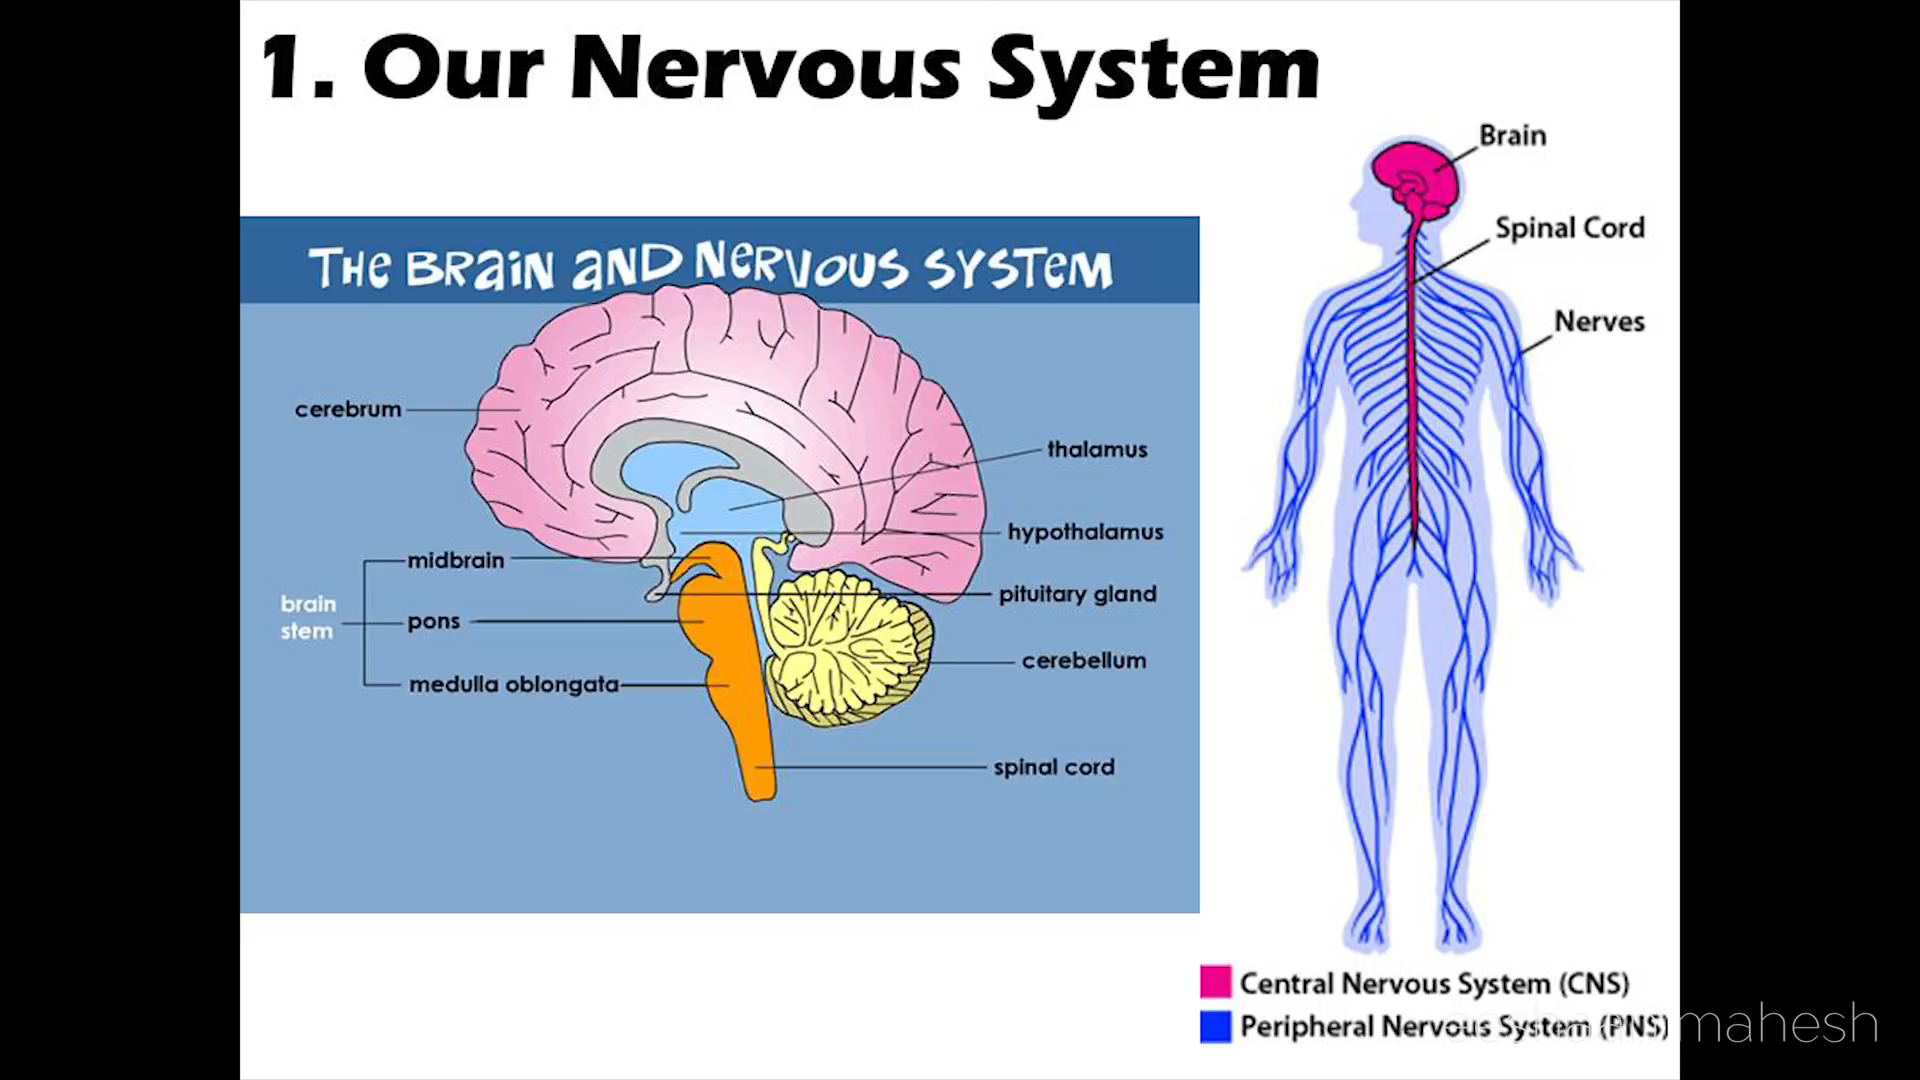 1. Our Nervous System
THE BRAIN AND NERVOUS SYSTEM
cerebrum
thalamus
hypothalamus
midbrain
pituitary gland
brain
stem
pons
cerebellum
medulla oblongata
spinal cord
Brain
Spinal Cord
Nerves
Central Nervous System (CNS)
Peripheral Nervous System (PNS)
mahesh